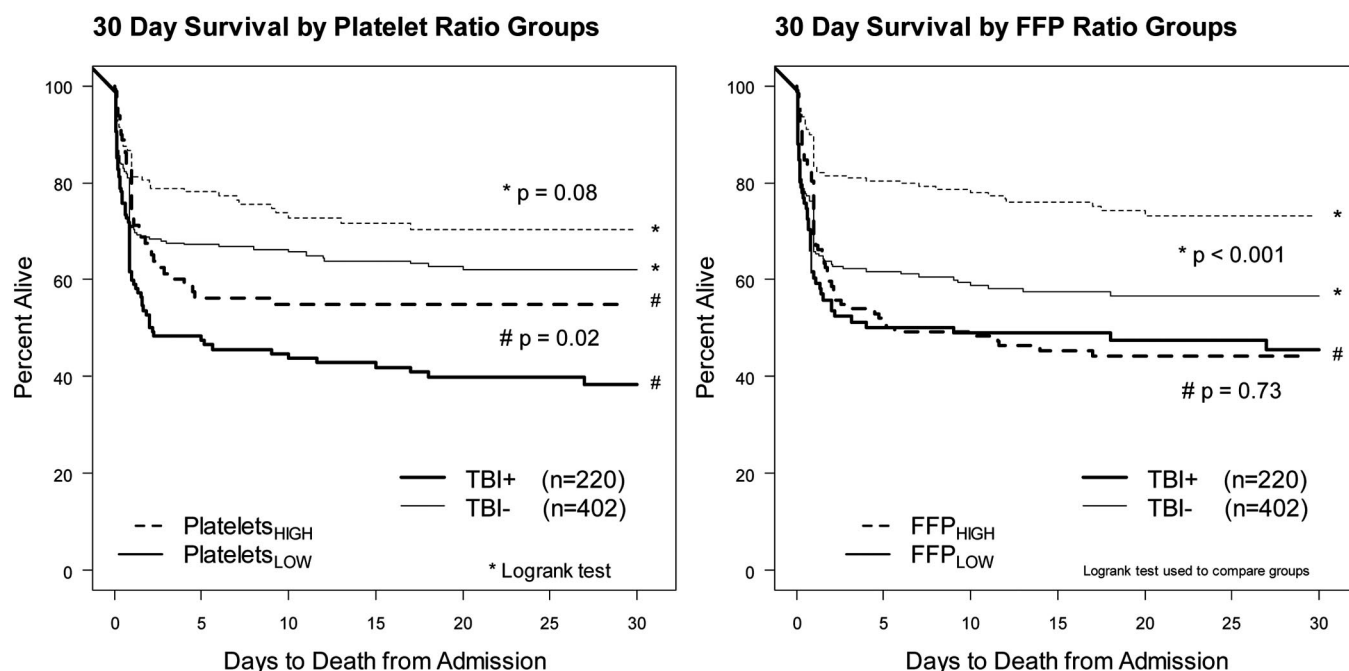 30 Day Survival by Platelet Ratio Groups
Percent Alive
100
80
60
40
20
0
* p = 0.08
*
*
#
# p = 0.02
#
TBI+ (n=220)
TBI- (n=402)
Platelets HIGH
Platelets LOW
* Logrank test
0 5 10 15 20 25 30
Days to Death from Admission
30 Day Survival by FFP Ratio Groups
Percent Alive
100
80
60
40
20
0
*
* p < 0.001
*
#
# p = 0.73
TBI+ (n=220)
TBI- (n=402)
FFP HIGH
FFP LOW
Logrank test used to compare groups
0 5 10 15 20 25 30
Days to Death from Admission